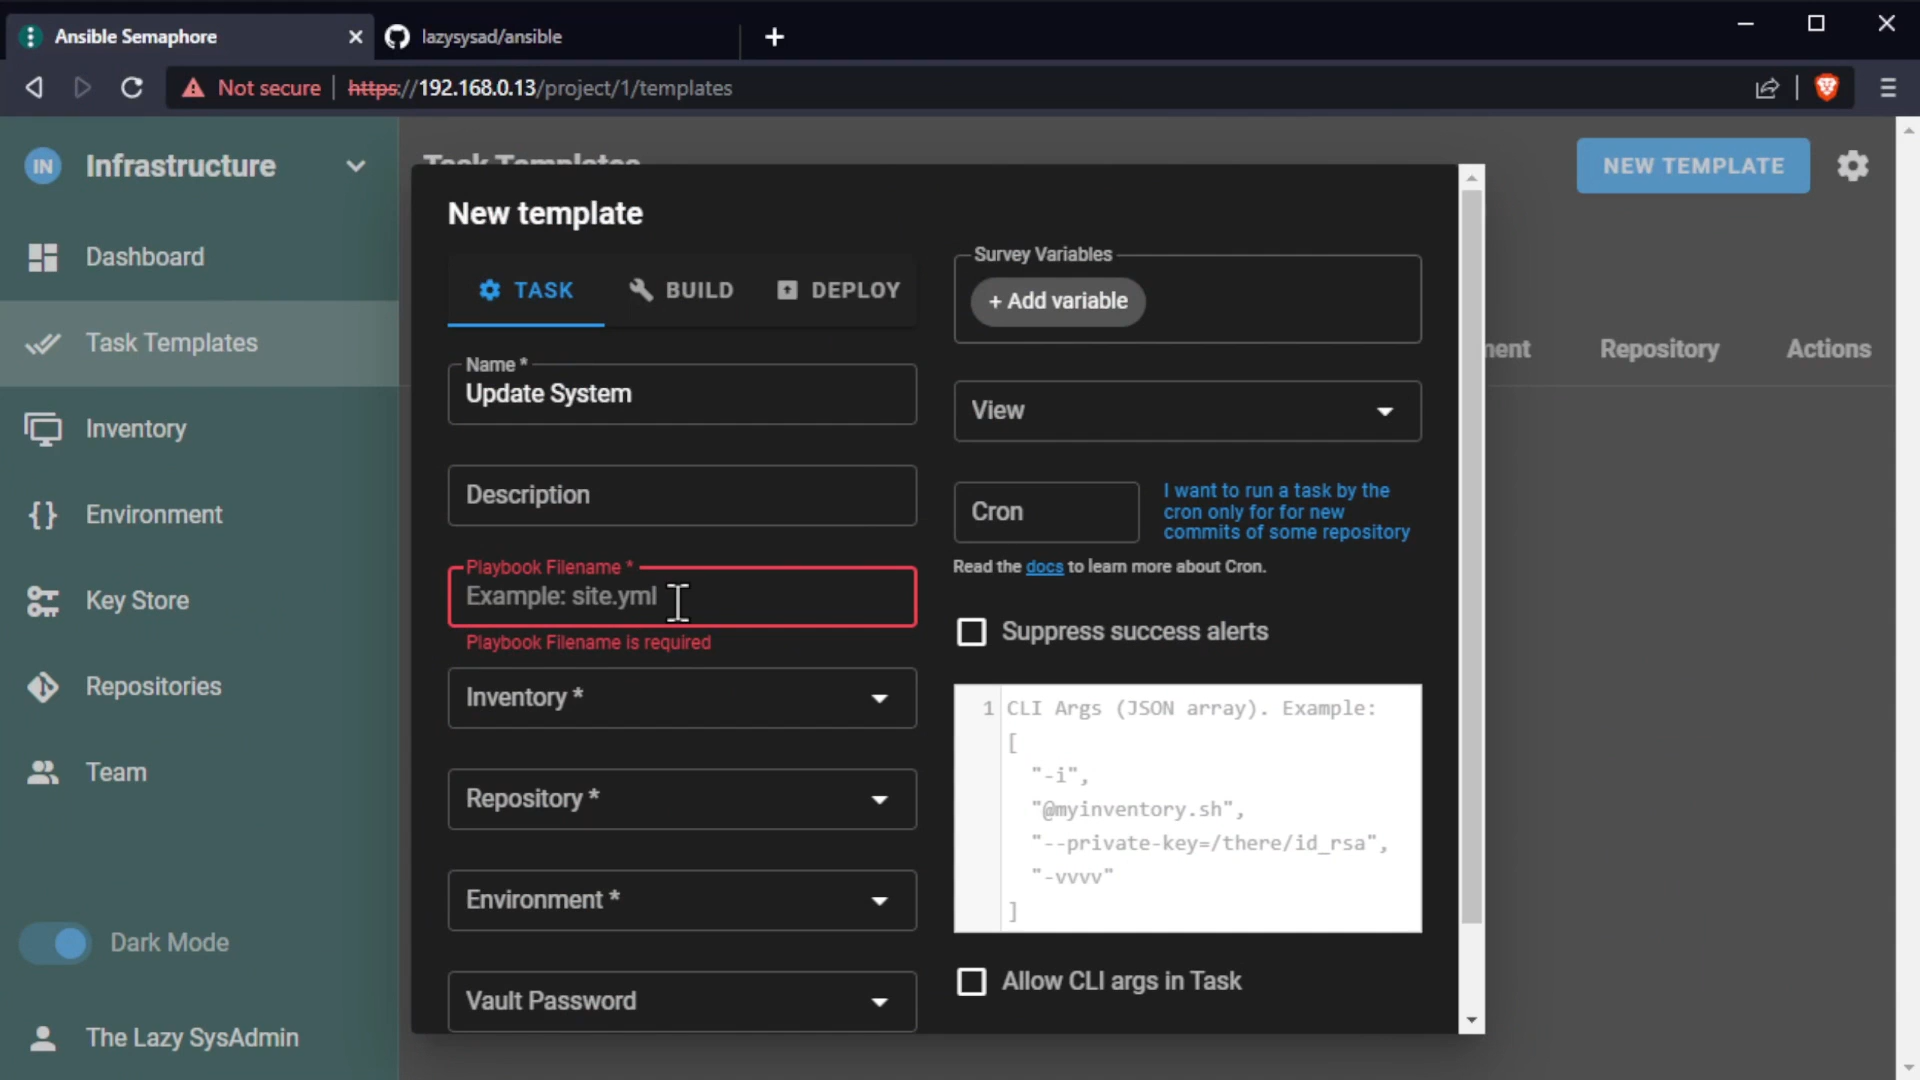 Ansible Semaphore
lazysysad/ansible
Not secure
https://192.168.0.13/project/1/templates
IN
Infrastructure
Dashboard
Task Templates
Inventory
Environment
Key Store
Repositories
Team
Dark Mode
The Lazy SysAdmin
Task Templates
NEW TEMPLATE
Repository
Actions
New template
TASK
BUILD
DEPLOY
Name *
Update System
Description
Playbook Filename *
Example: site.yml
Playbook Filename is required
Inventory *
Repository *
Environment *
Vault Password
Survey Variables
+ Add variable
View
Cron
I want to run a task by the
cron only for for new
commits of some repository
Read the docs to learn more about Cron.
Suppress success alerts
1 CLI Args (JSON array). Example:
[
"-i",
"@myinventory.sh",
"--private-key=/there/id_rsa",
"-vvvv"
]
Allow CLI args in Task